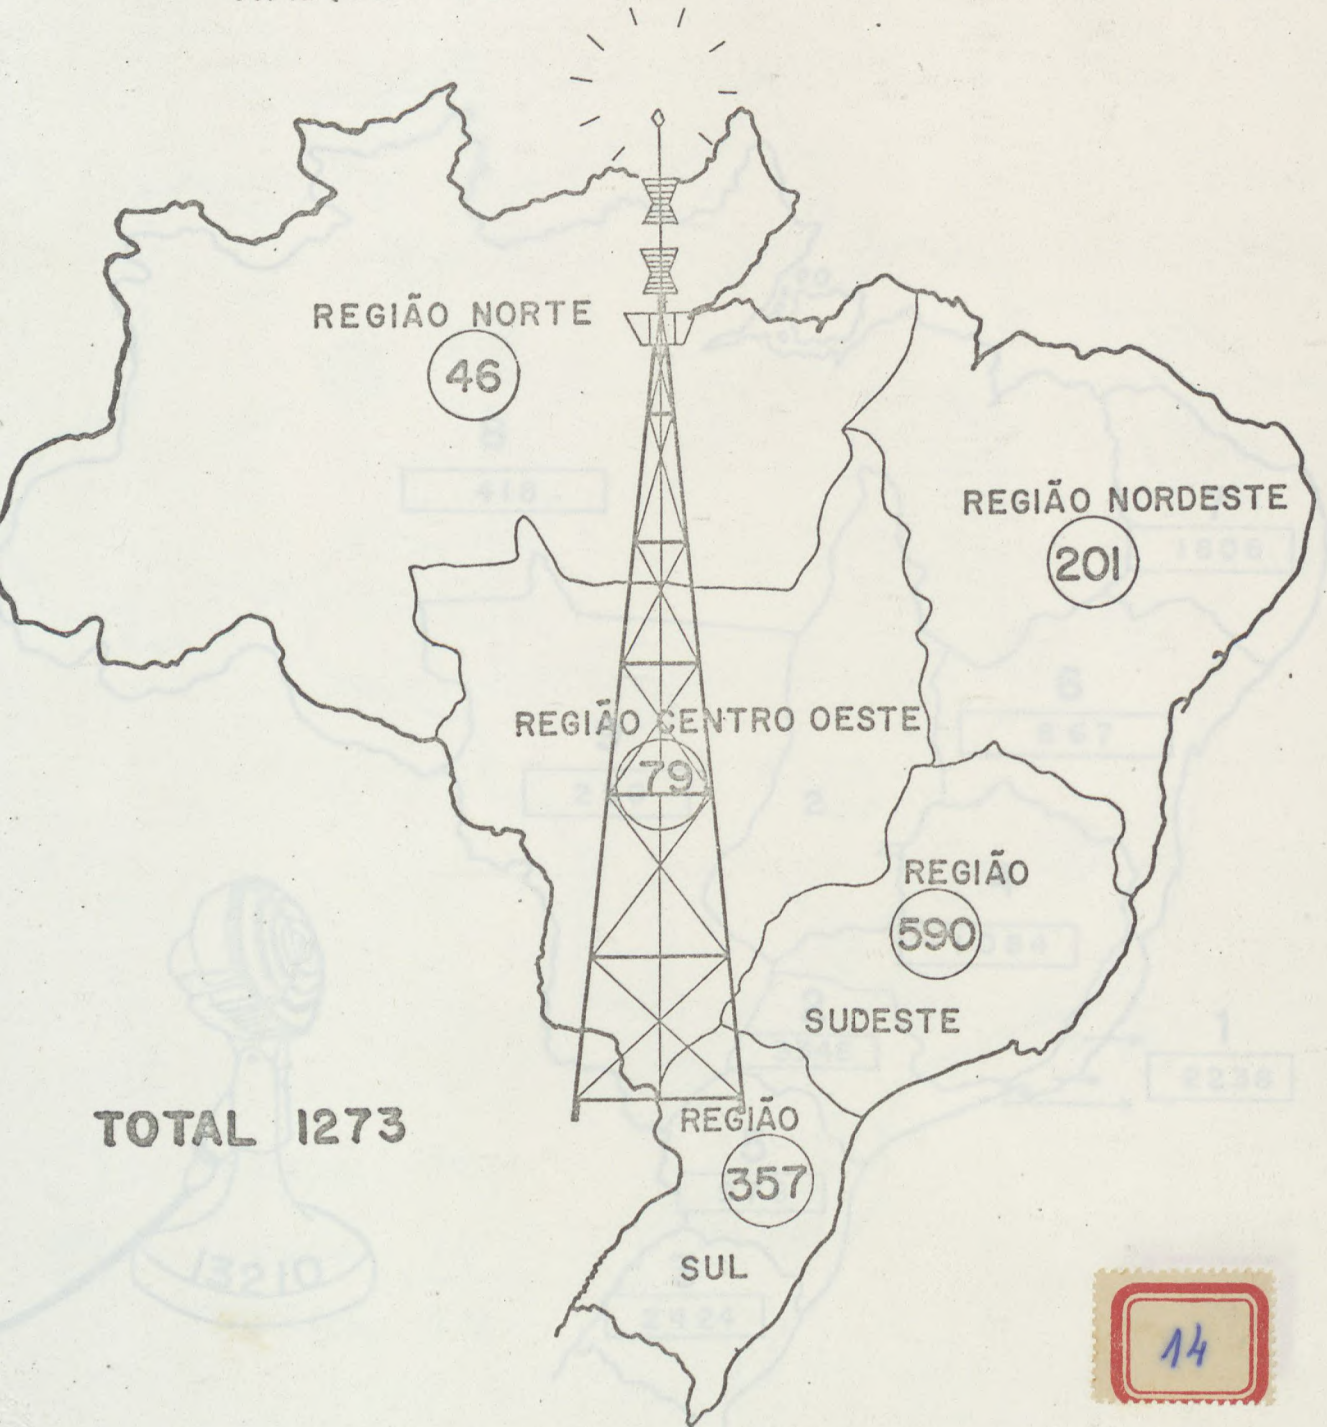 REGIÃO NORTE
46
REGIÃO NORDESTE
201
REGIÃO CENTRO OESTE
79
REGIÃO
590
SUDESTE
TOTAL 1273
REGIÃO
357
SUL
13210
14